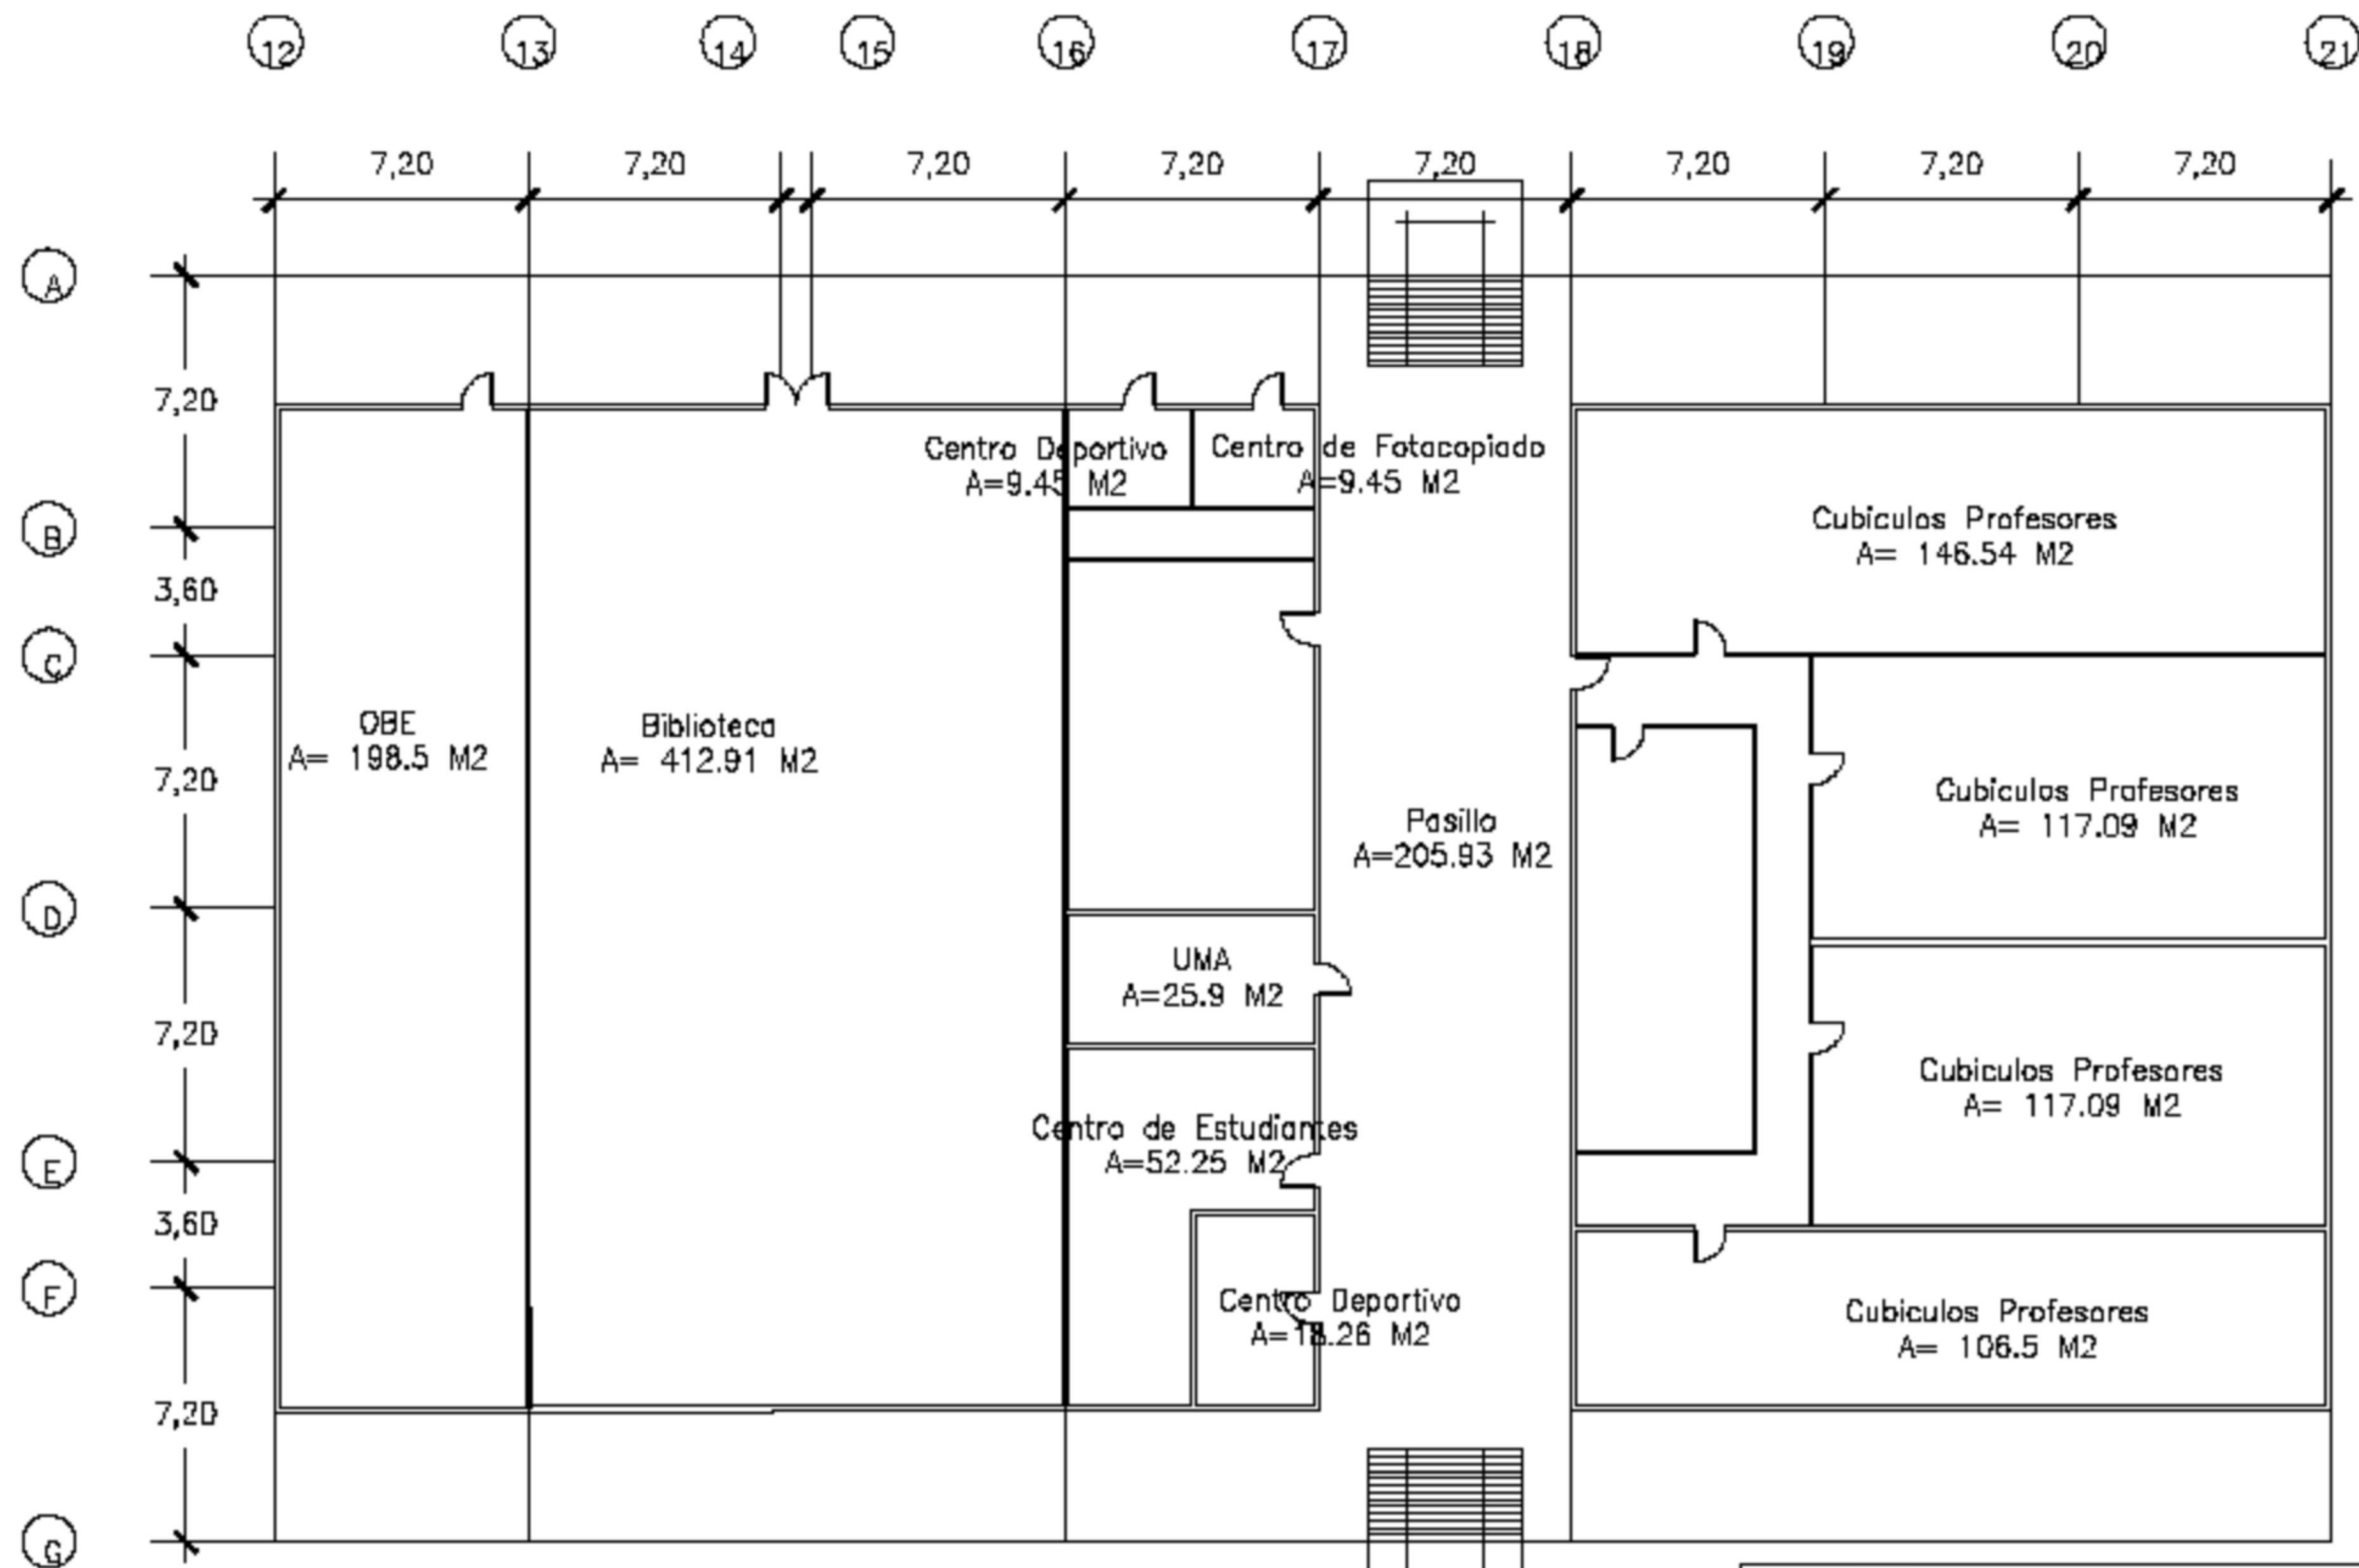 12 13 14 15 16 17 18 19 20 21
7,20 7,20 7,20 7,20 7,20 7,20 7,20 7,20
A
7,20
B
3,60
C
7,20
D
7,20
E
3,60
F
7,20
G
OBE
A= 198.5 M2
Biblioteca
A= 412.91 M2
Centro Deportivo
A=9.45 M2
Centro de Fotacopiado
A=9.45 M2
UMA
A=25.9 M2
Centro de Estudiantes
A=52.25 M2
Centro Deportivo
A=18.26 M2
Pasillo
A=205.93 M2
Cubiculos Profesores
A= 146.54 M2
Cubiculos Profesores
A= 117.09 M2
Cubiculos Profesores
A= 117.09 M2
Cubiculos Profesores
A= 106.5 M2